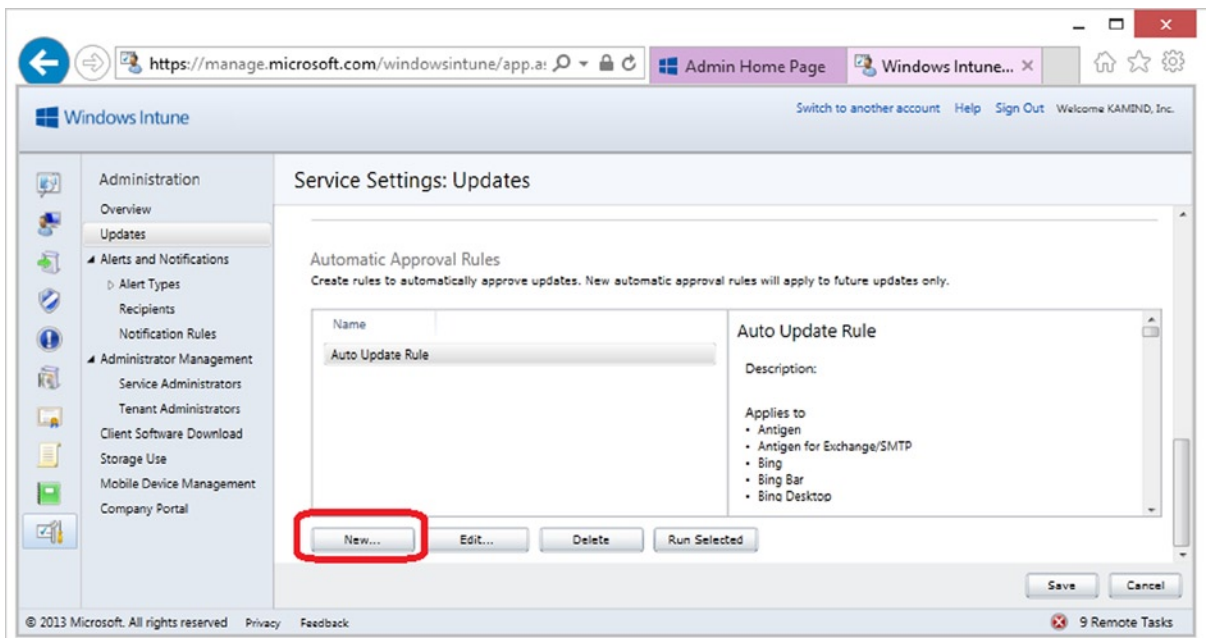 https://manage.microsoft.com/windowsintune/app.a:
Admin Home Page
Windows Intune...
Windows Intune
Switch to another account Help Sign Out Welcome KAMIND, Inc.
Administration
Overview
Updates
Alerts and Notifications
Alert Types
Recipients
Notification Rules
Administrator Management
Service Administrators
Tenant Administrators
Client Software Download
Storage Use
Mobile Device Management
Company Portal
Service Settings: Updates
Automatic Approval Rules
Create rules to automatically approve updates. New automatic approval rules will apply to future updates only.
Name
Auto Update Rule
Auto Update Rule
Description:
Applies to
• Antigen
• Antigen for Exchange/SMTP
• Bing
• Bing Bar
• Bing Desktop
New... Edit... Delete Run Selected
Save Cancel
© 2013 Microsoft. All rights reserved Privacy Feedback
9 Remote Tasks